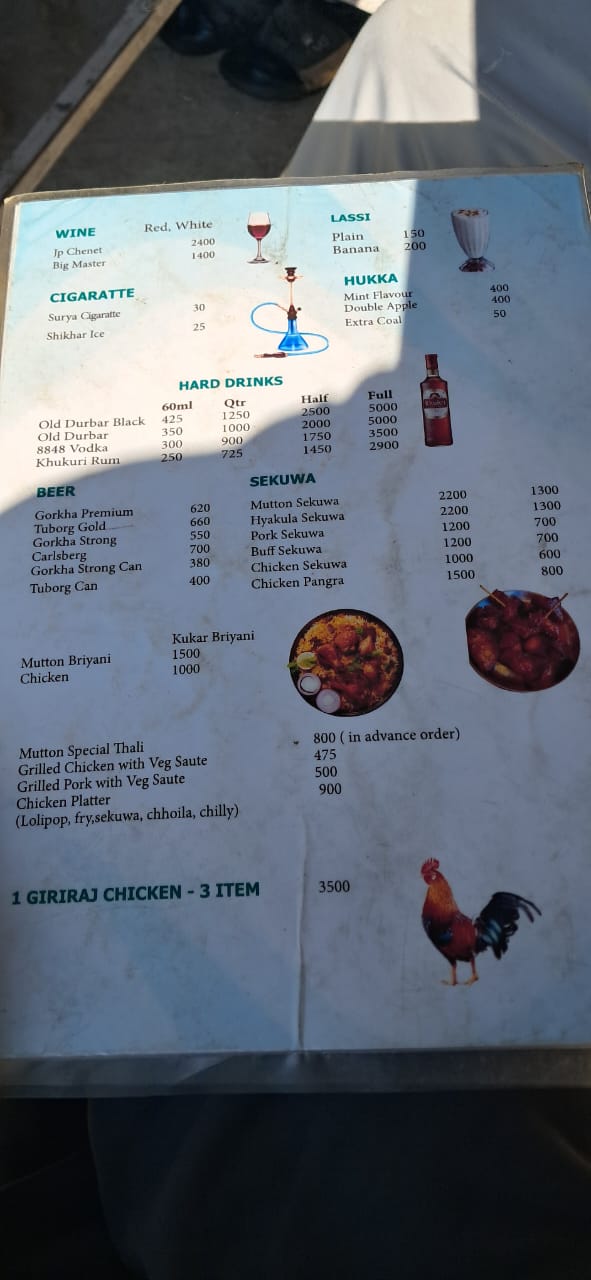 WINE Red, White
Jp Chenet 2400
Big Master 1400
LASSI
Plain 150
Banana 200
CIGARATTE
Surya Cigaratte 30
Shikhar Ice 25
HUKKA
Mint Flavour 400
Double Apple 400
Extra Coal 50
HARD DRINKS
60ml Qtr Half Full
Old Durbar Black 425 1250 2500 5000
Old Durbar 350 1000 2000 5000
8848 Vodka 300 900 1750 3500
Khukuri Rum 250 725 1450 2900
BEER
Gorkha Premium 620
Tuborg Gold 660
Gorkha Strong 550
Carlsberg 700
Gorkha Strong Can 380
Tuborg Can 400
SEKUWA
Mutton Sekuwa 2200 1300
Hyakula Sekuwa 2200 1300
Pork Sekuwa 1200 700
Buff Sekuwa 1200 700
Chicken Sekuwa 1000 600
Chicken Pangra 1500 800
Kukar Briyani
Mutton Briyani 1500
Chicken 1000
Mutton Special Thali 800 ( in advance order)
Grilled Chicken with Veg Saute 475
Grilled Pork with Veg Saute 500
Chicken Platter 900
(Lolipop, fry,sekuwa, chhoila, chilly)
1 GIRIRAJ CHICKEN - 3 ITEM 3500